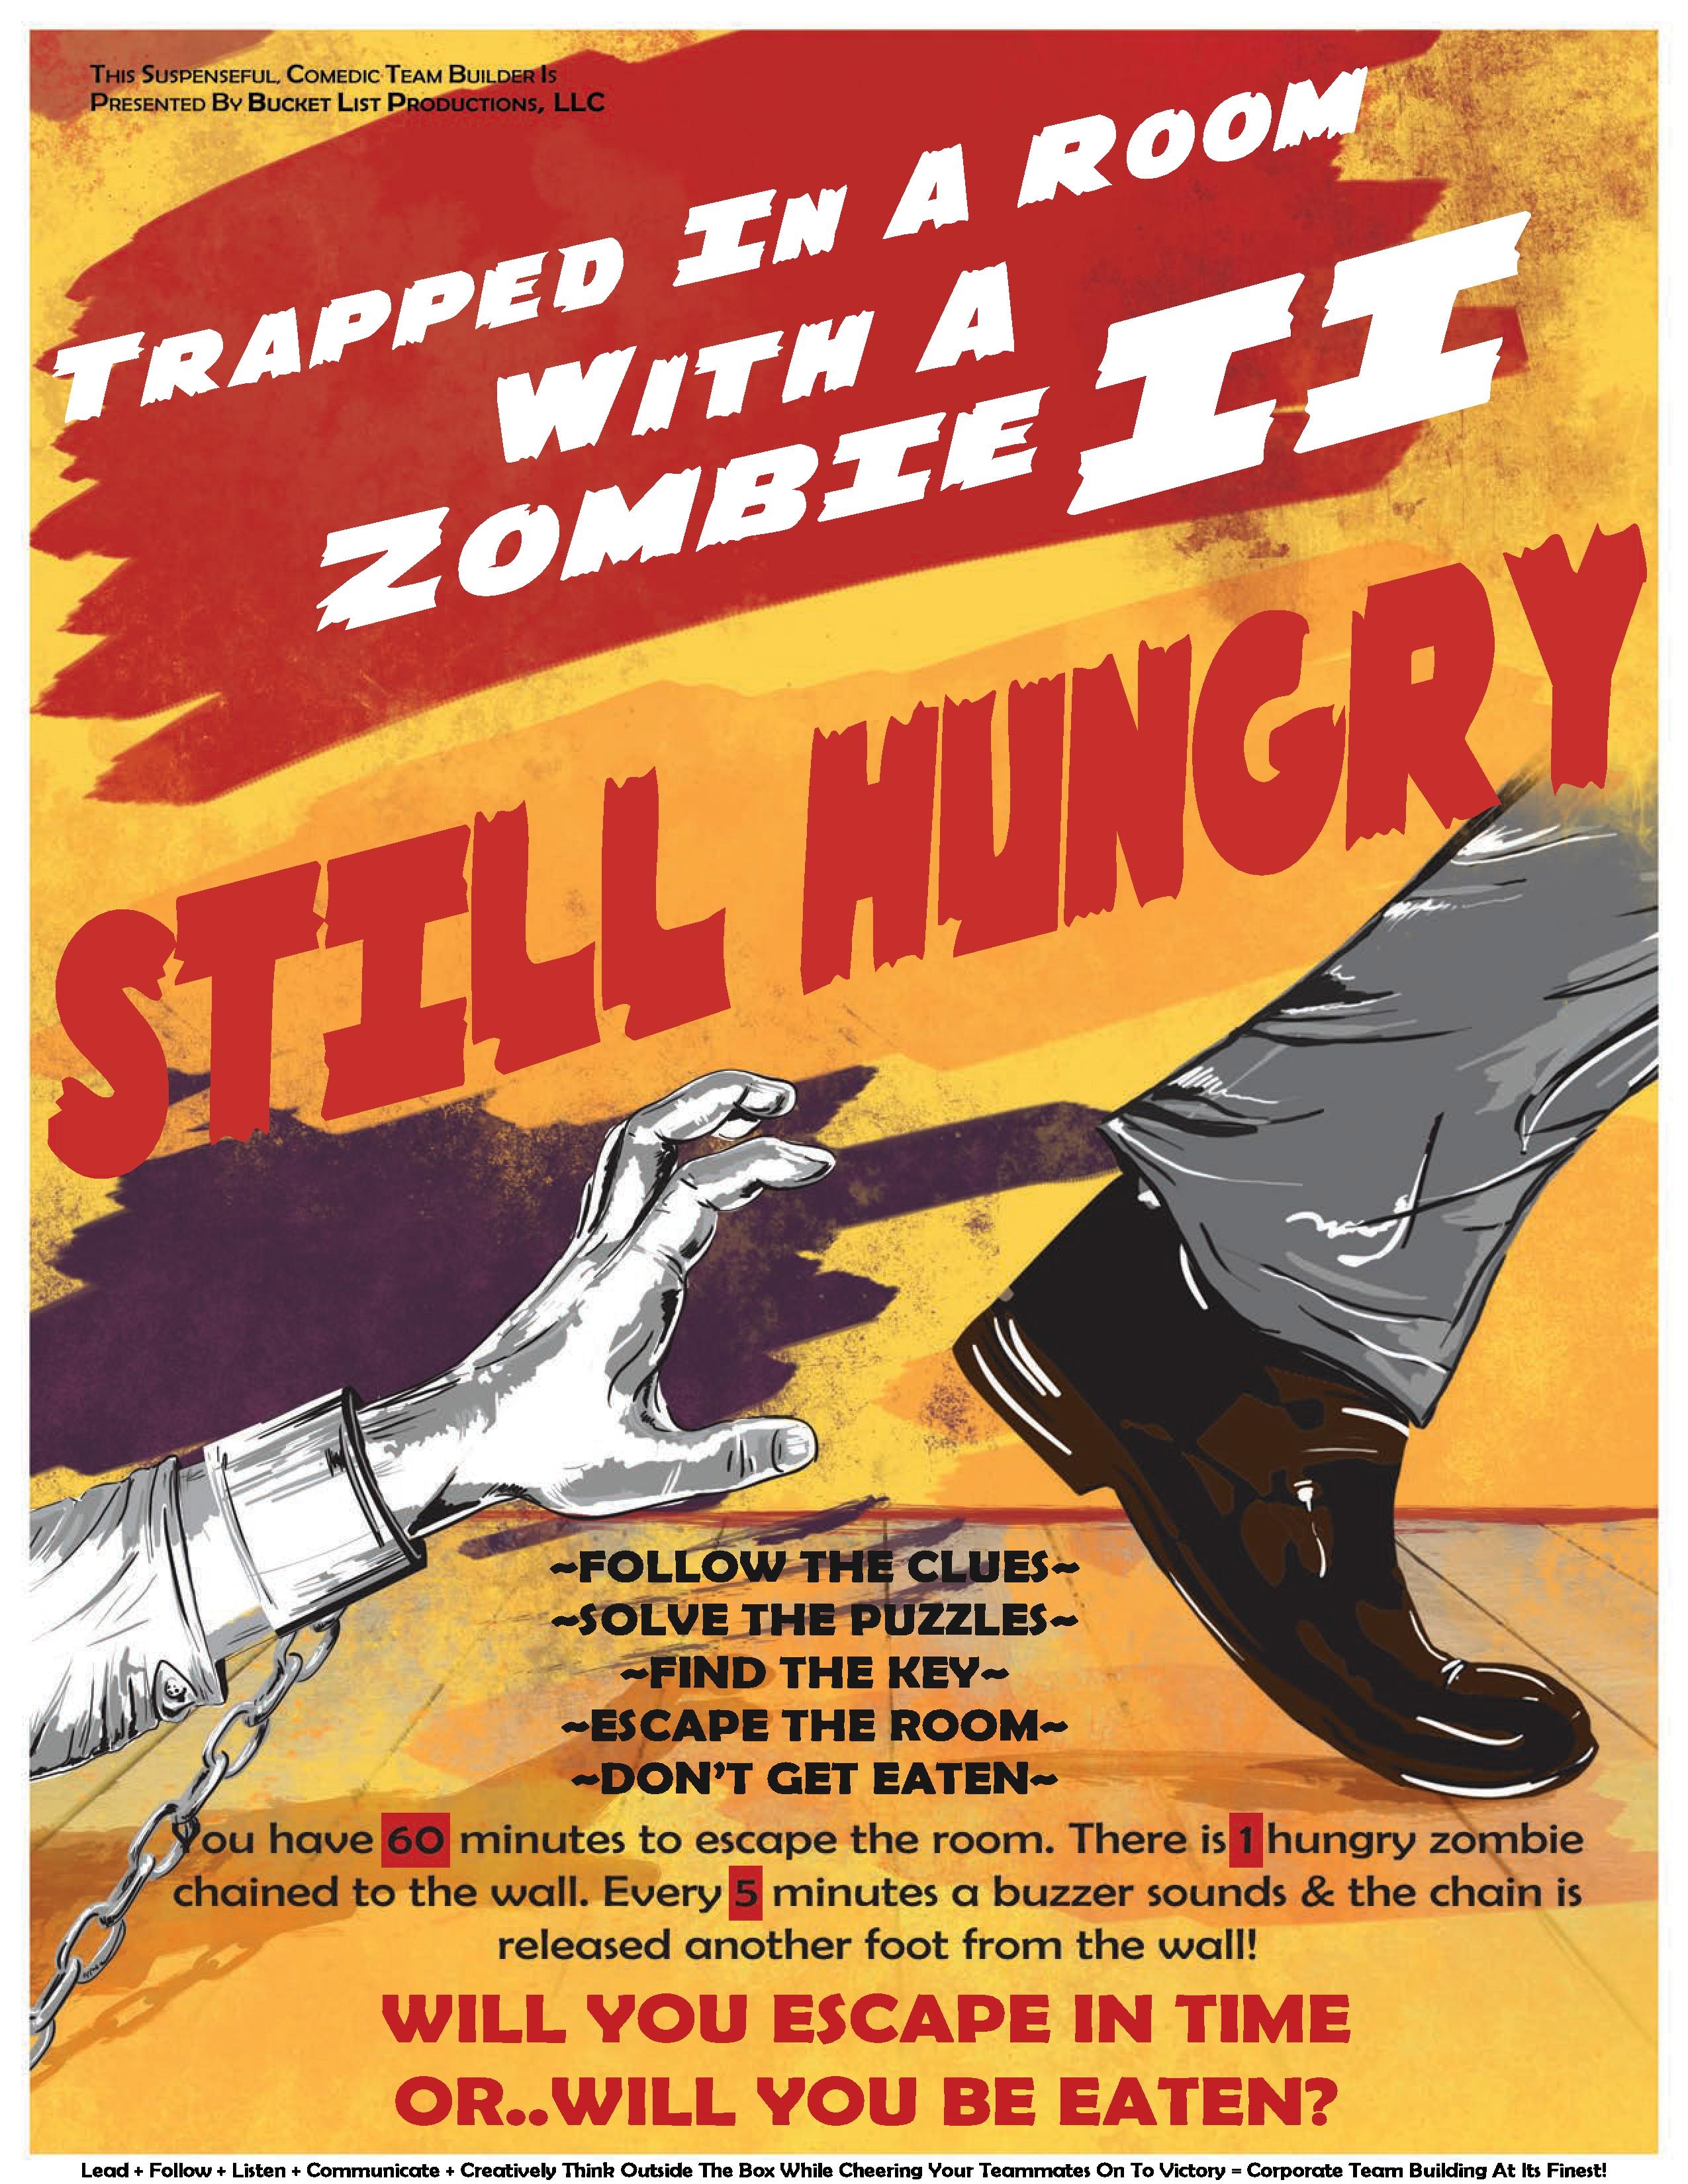 This Suspenseful, Comedic Team Builder Is
Presented By Bucket List Productions, LLC
Trapped In A Room
With A
Zombie II
STILL HUNGRY
~FOLLOW THE CLUES~
~SOLVE THE PUZZLES~
~FIND THE KEY~
~ESCAPE THE ROOM~
~DON'T GET EATEN~
You have 60 minutes to escape the room. There is 1 hungry zombie
chained to the wall. Every 5 minutes a buzzer sounds & the chain is
released another foot from the wall!
WILL YOU ESCAPE IN TIME
OR..WILL YOU BE EATEN?
Lead + Follow + Listen + Communicate + Creatively Think Outside The Box While Cheering Your Teammates On To Victory = Corporate Team Building At Its Finest!